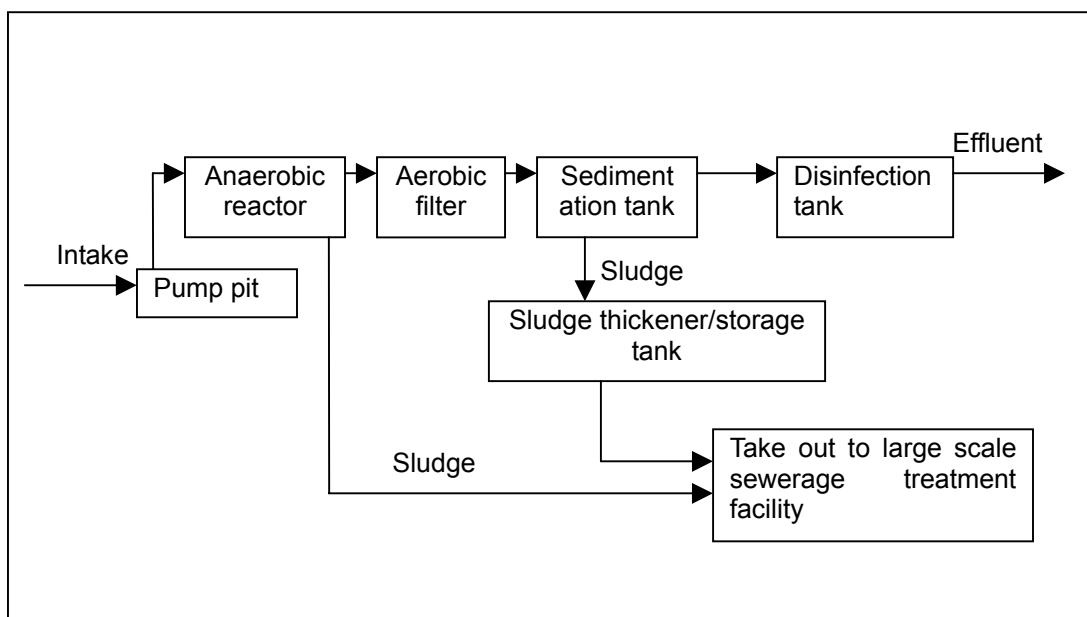 Effluent
Anaerobic
reactor
Aerobic
filter
Sediment
ation tank
Disinfection
tank
Intake
Pump pit
Sludge
Sludge thickener/storage
tank
Sludge
Take out to large scale
sewerage treatment
facility